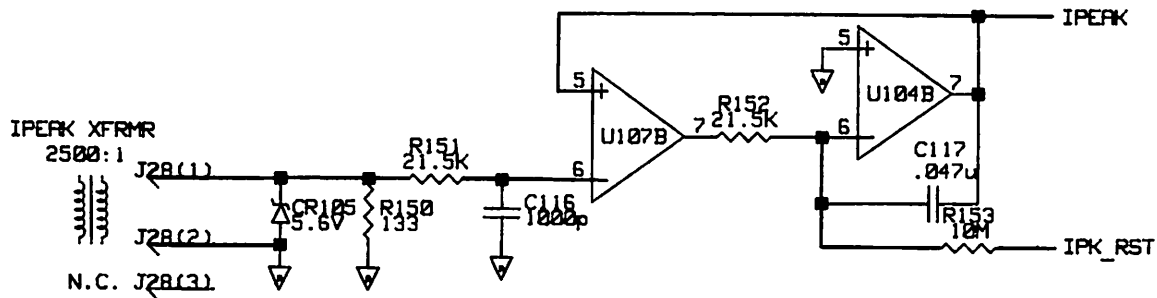 IPEAK
5
+
7
U104B
6
C117
.047u
R153
10M
IPK_RST
5
+
U107B
7
6
R152
21.5K
IPEAK XFRMR
2500:1
J28(1)
J28(2)
N.C. J28(3)
CR105
5.6V
R150
133
R151
21.5K
C116
1000p